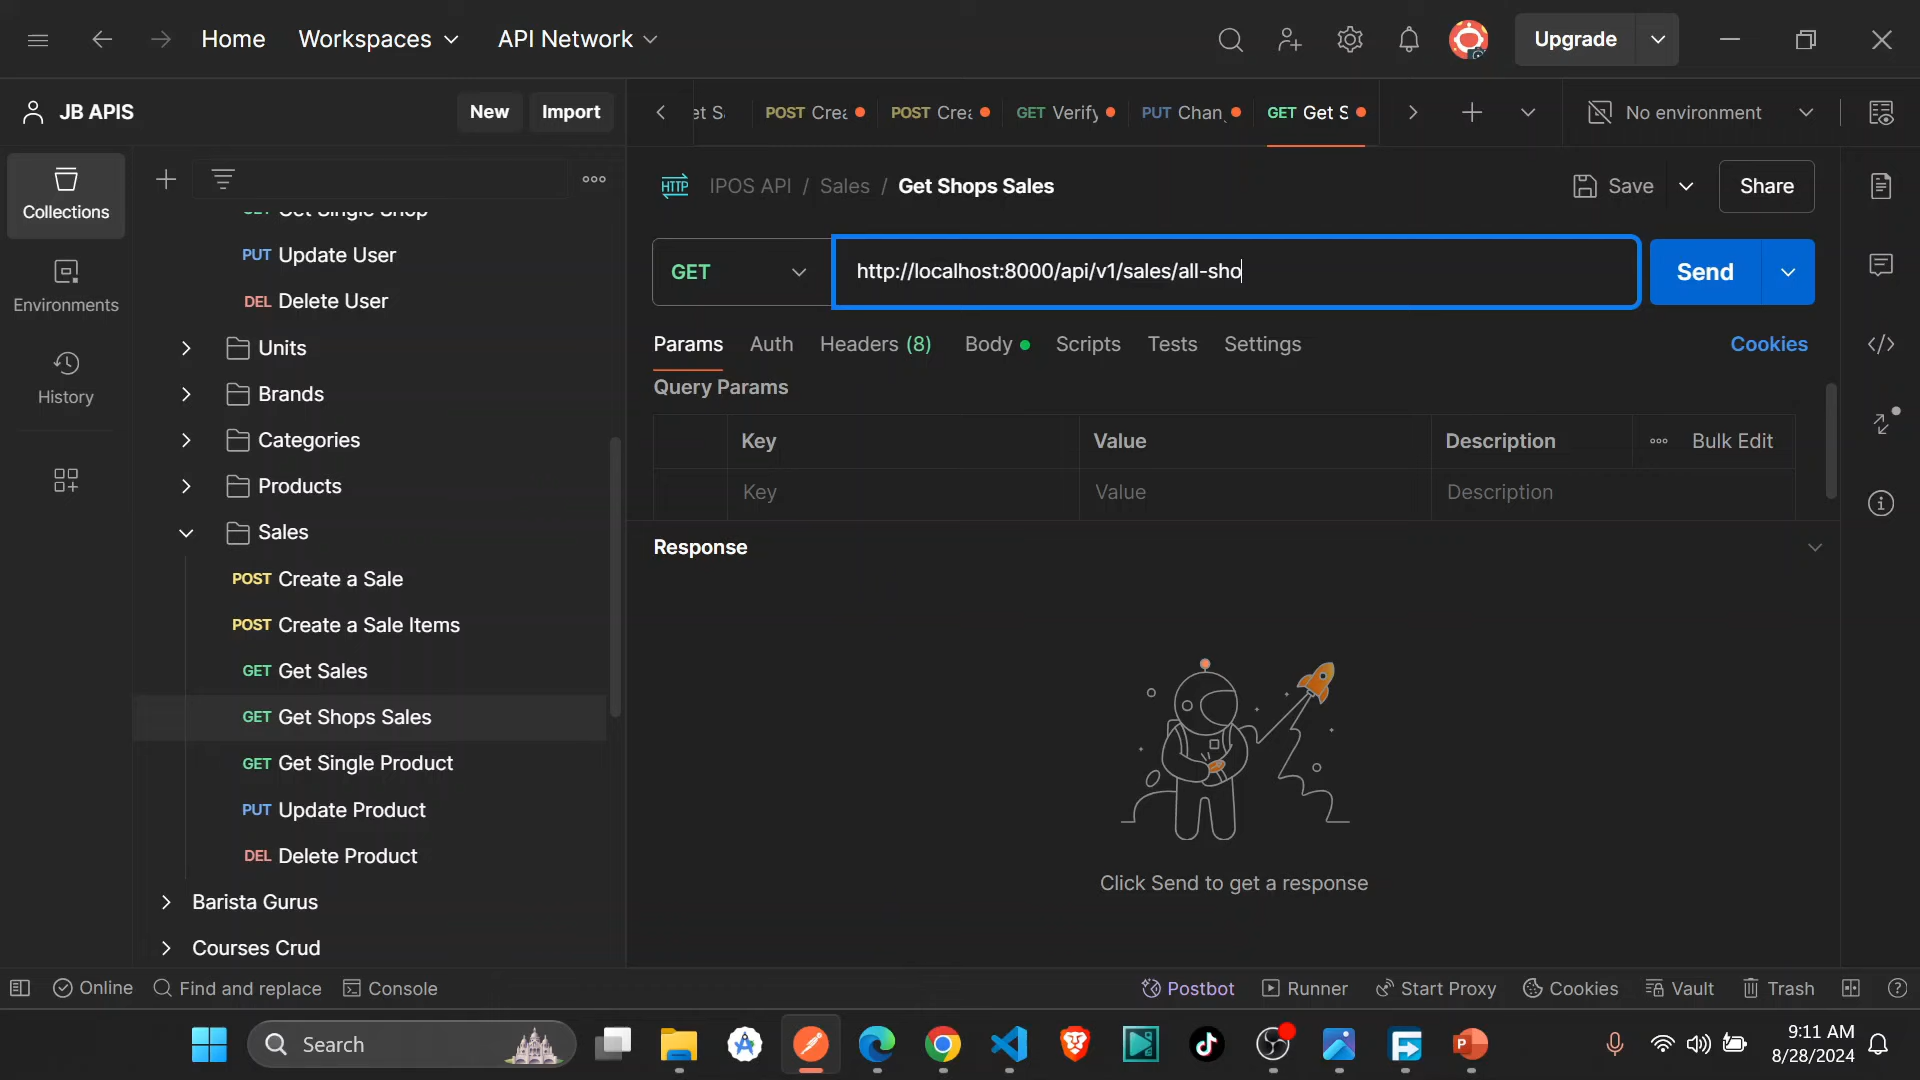 Home Workspaces API Network Upgrade
JB APIS New Import
et S POST Crea POST Crea GET Verify PUT Chan GET Get S No environment
Collections
Environments
History
Get Single Shop
PUT Update User
DEL Delete User
Units
Brands
Categories
Products
Sales
POST Create a Sale
POST Create a Sale Items
GET Get Sales
GET Get Shops Sales
GET Get Single Product
PUT Update Product
DEL Delete Product
Barista Gurus
Courses Crud
HTTP IPOS API / Sales / Get Shops Sales Save Share
GET http://localhost:8000/api/v1/sales/all-sho Send
Params Auth Headers (8) Body Scripts Tests Settings Cookies
Query Params
Key Value Description Bulk Edit
Key Value Description
Response
Click Send to get a response
Online Find and replace Console Postbot Runner Start Proxy Cookies Vault Trash
Search
9:11 AM
8/28/2024